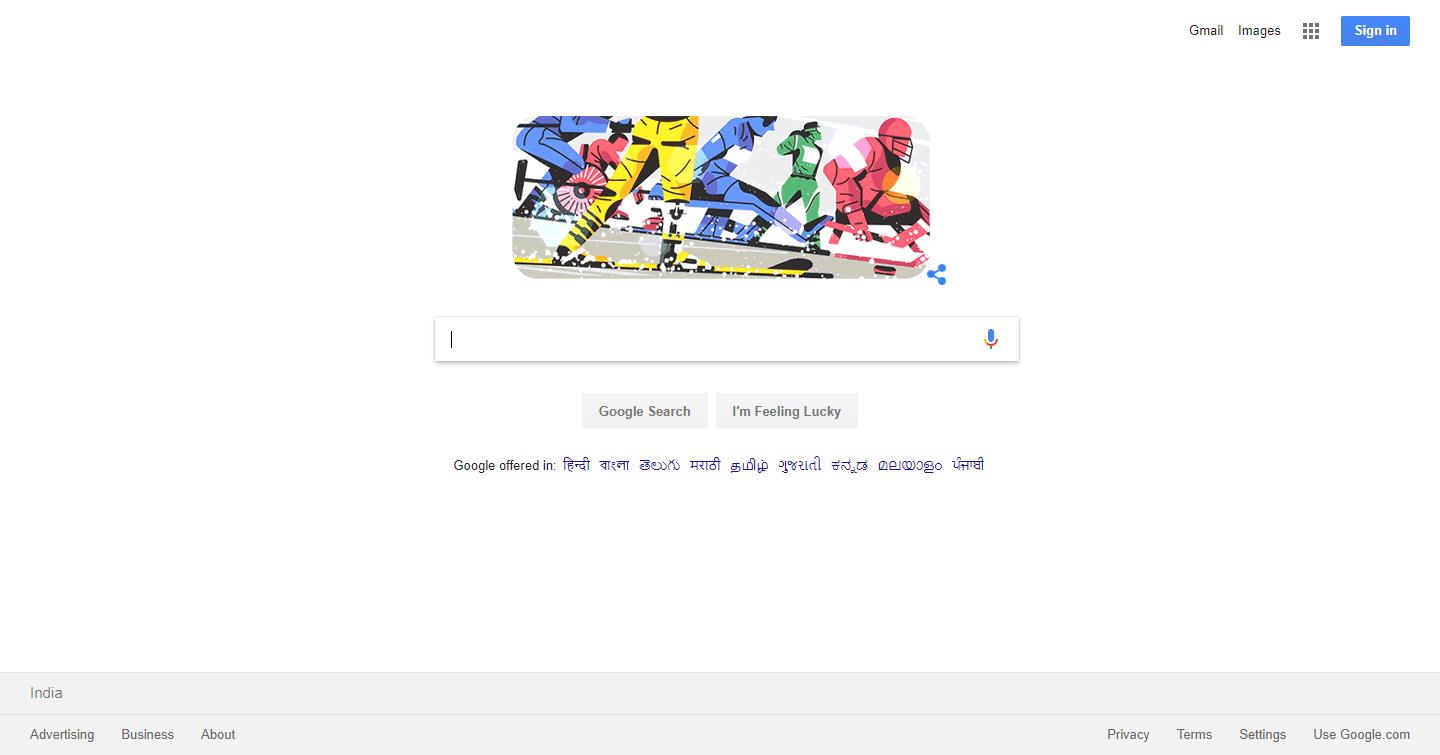 Gmail Images Sign in
Google Search I'm Feeling Lucky
Google offered in: हिन्दी বাংলা తెలుగు मराठी தமிழ் ગુજરાતી ಕನ್ನಡ മലയാളം ਪੰਜਾਬੀ
India
Advertising Business About Privacy Terms Settings Use Google.com